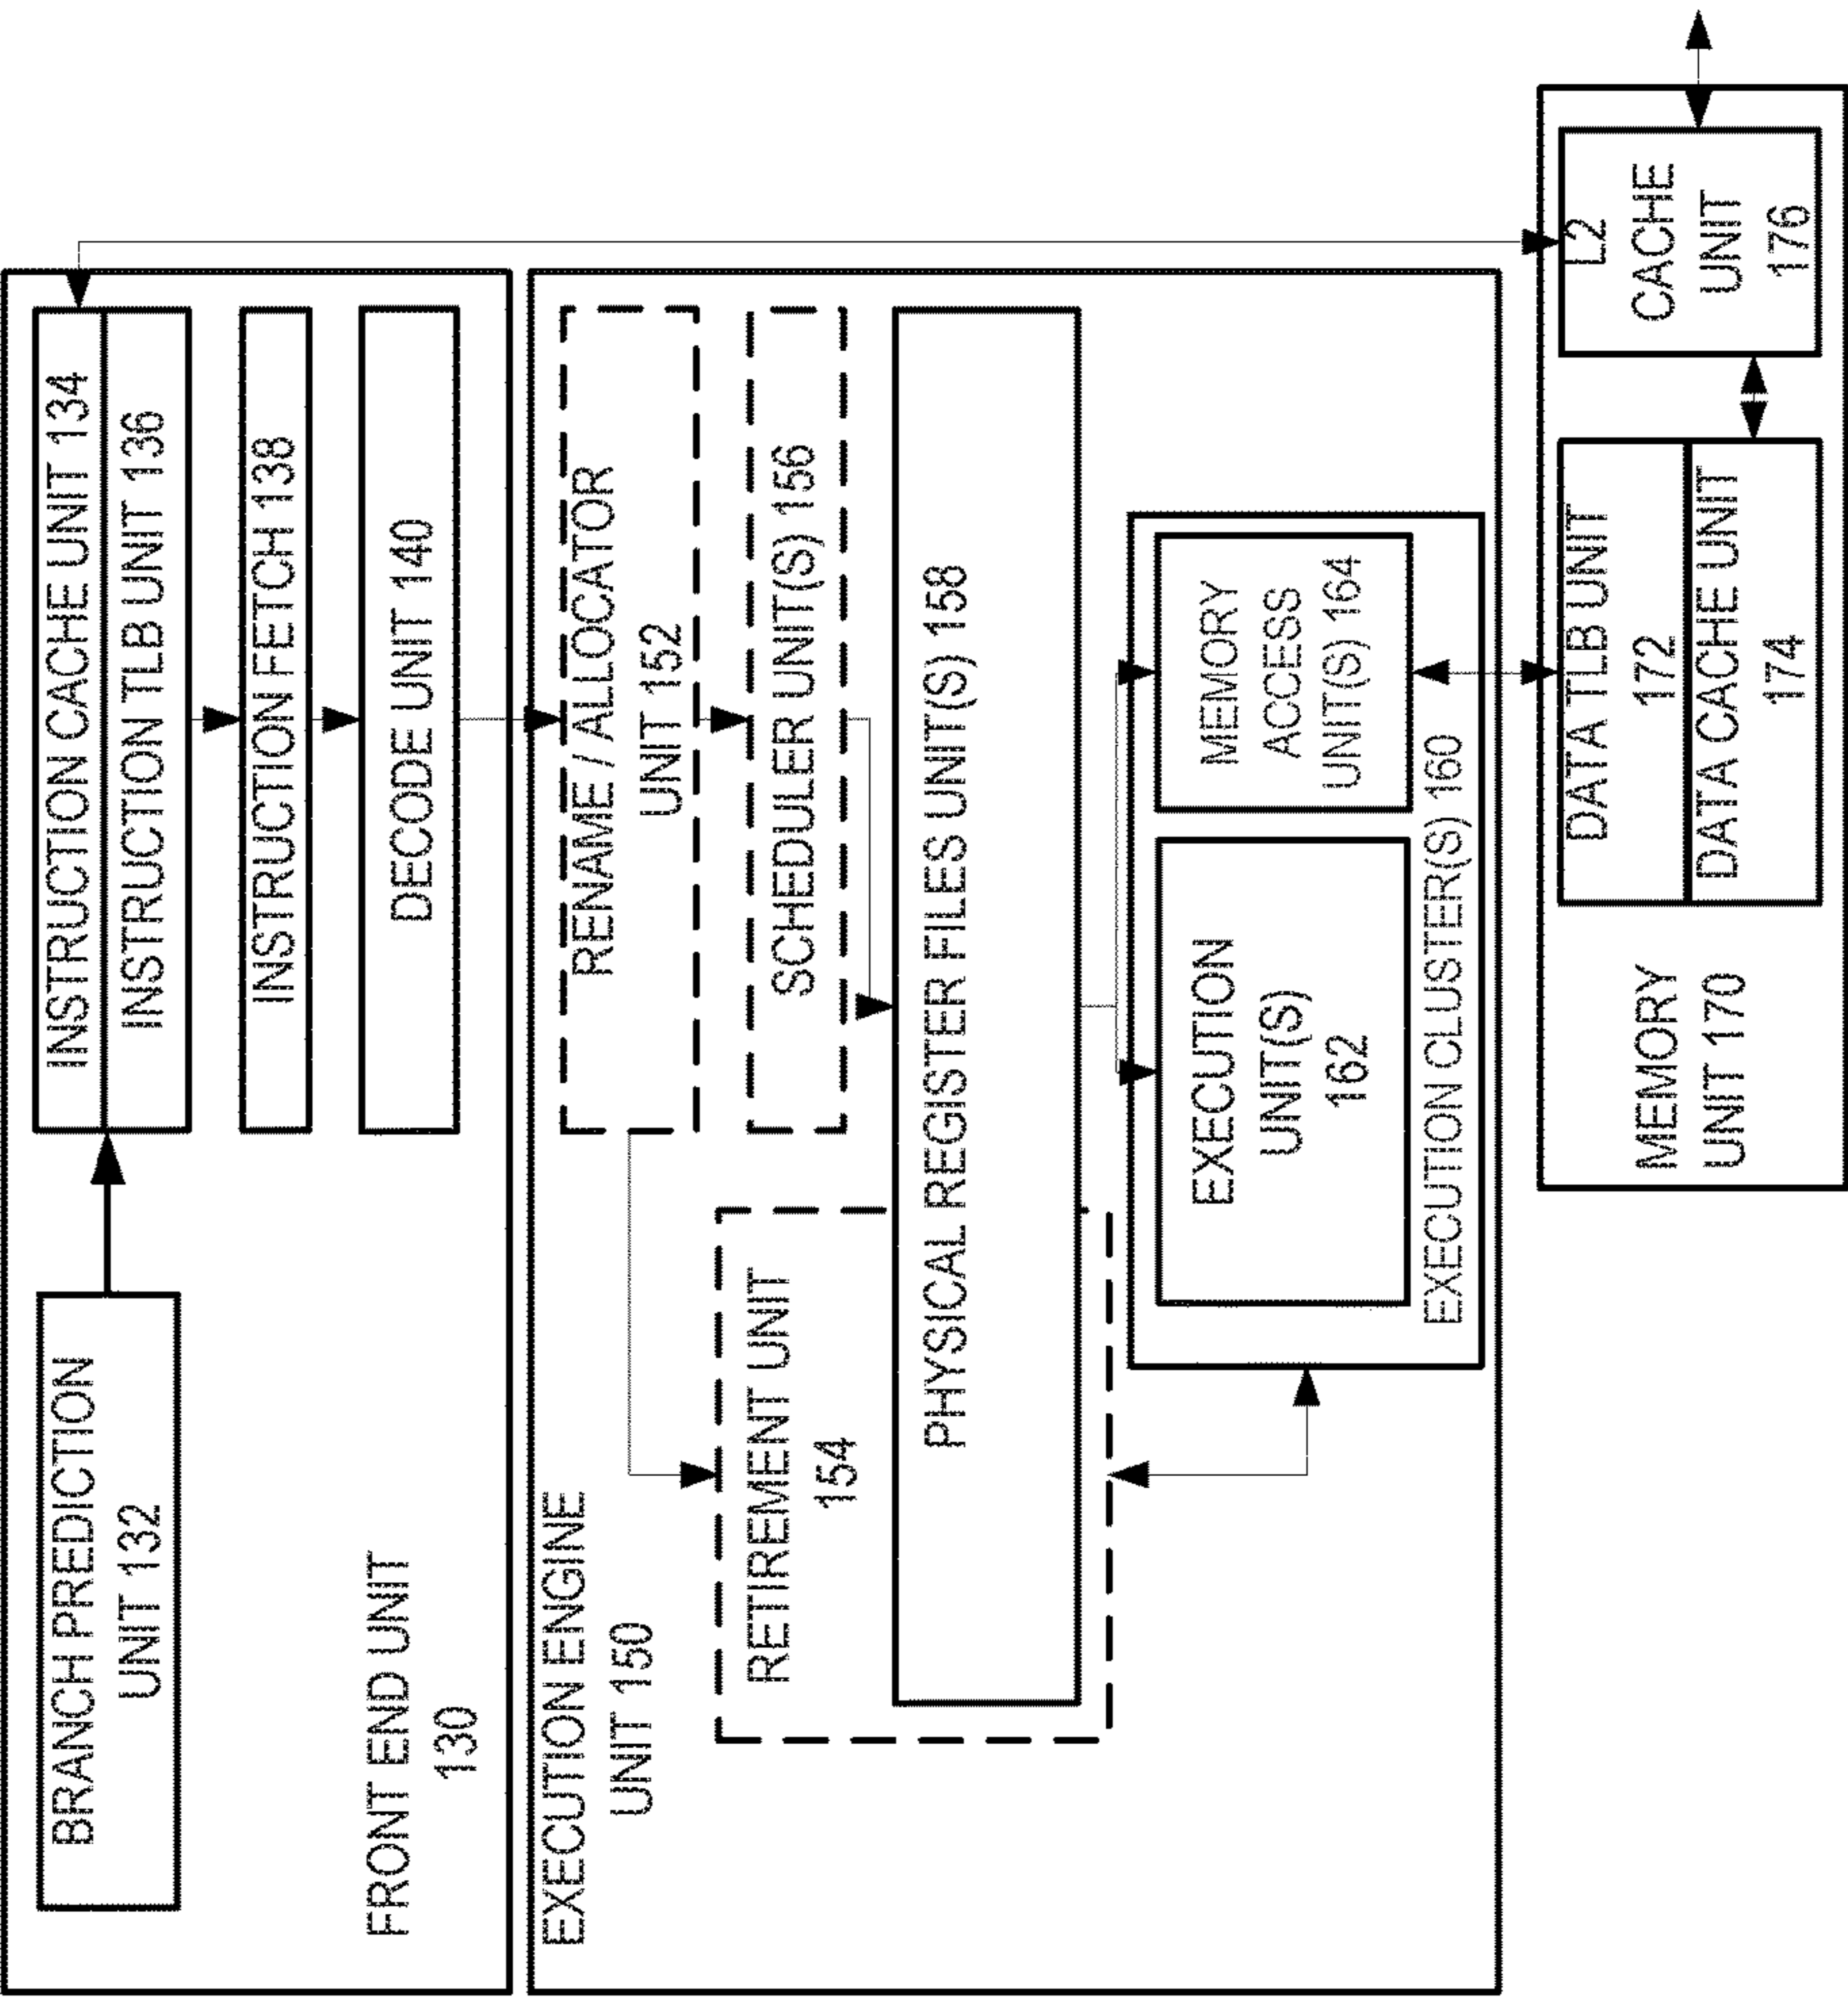 BRANCH PREDICTION
UNIT 132
INSTRUCTION CACHE UNIT 134
INSTRUCTION TLB UNIT 136
INSTRUCTION FETCH 138
DECODE UNIT 140
FRONT END UNIT
130
EXECUTION ENGINE
UNIT 150
RENAME / ALLOCATOR
UNIT 152
RETIREMENT UNIT
154
SCHEDULER UNIT(S) 156
PHYSICAL REGISTER FILES UNIT(S) 158
EXECUTION
UNIT(S)
162
MEMORY
ACCESS
UNIT(S) 164
EXECUTION CLUSTER(S) 160
MEMORY
UNIT 170
DATA TLB UNIT
172
DATA CACHE UNIT
174
L2
CACHE
UNIT
176